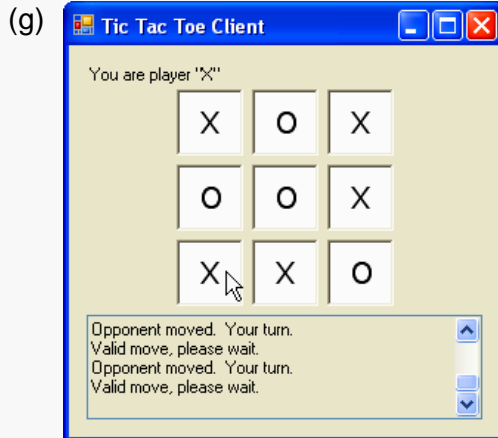 (g)
Tic Tac Toe Client
You are player "X"
X O X
O O X
X X O
Opponent moved. Your turn.
Valid move, please wait.
Opponent moved. Your turn.
Valid move, please wait.